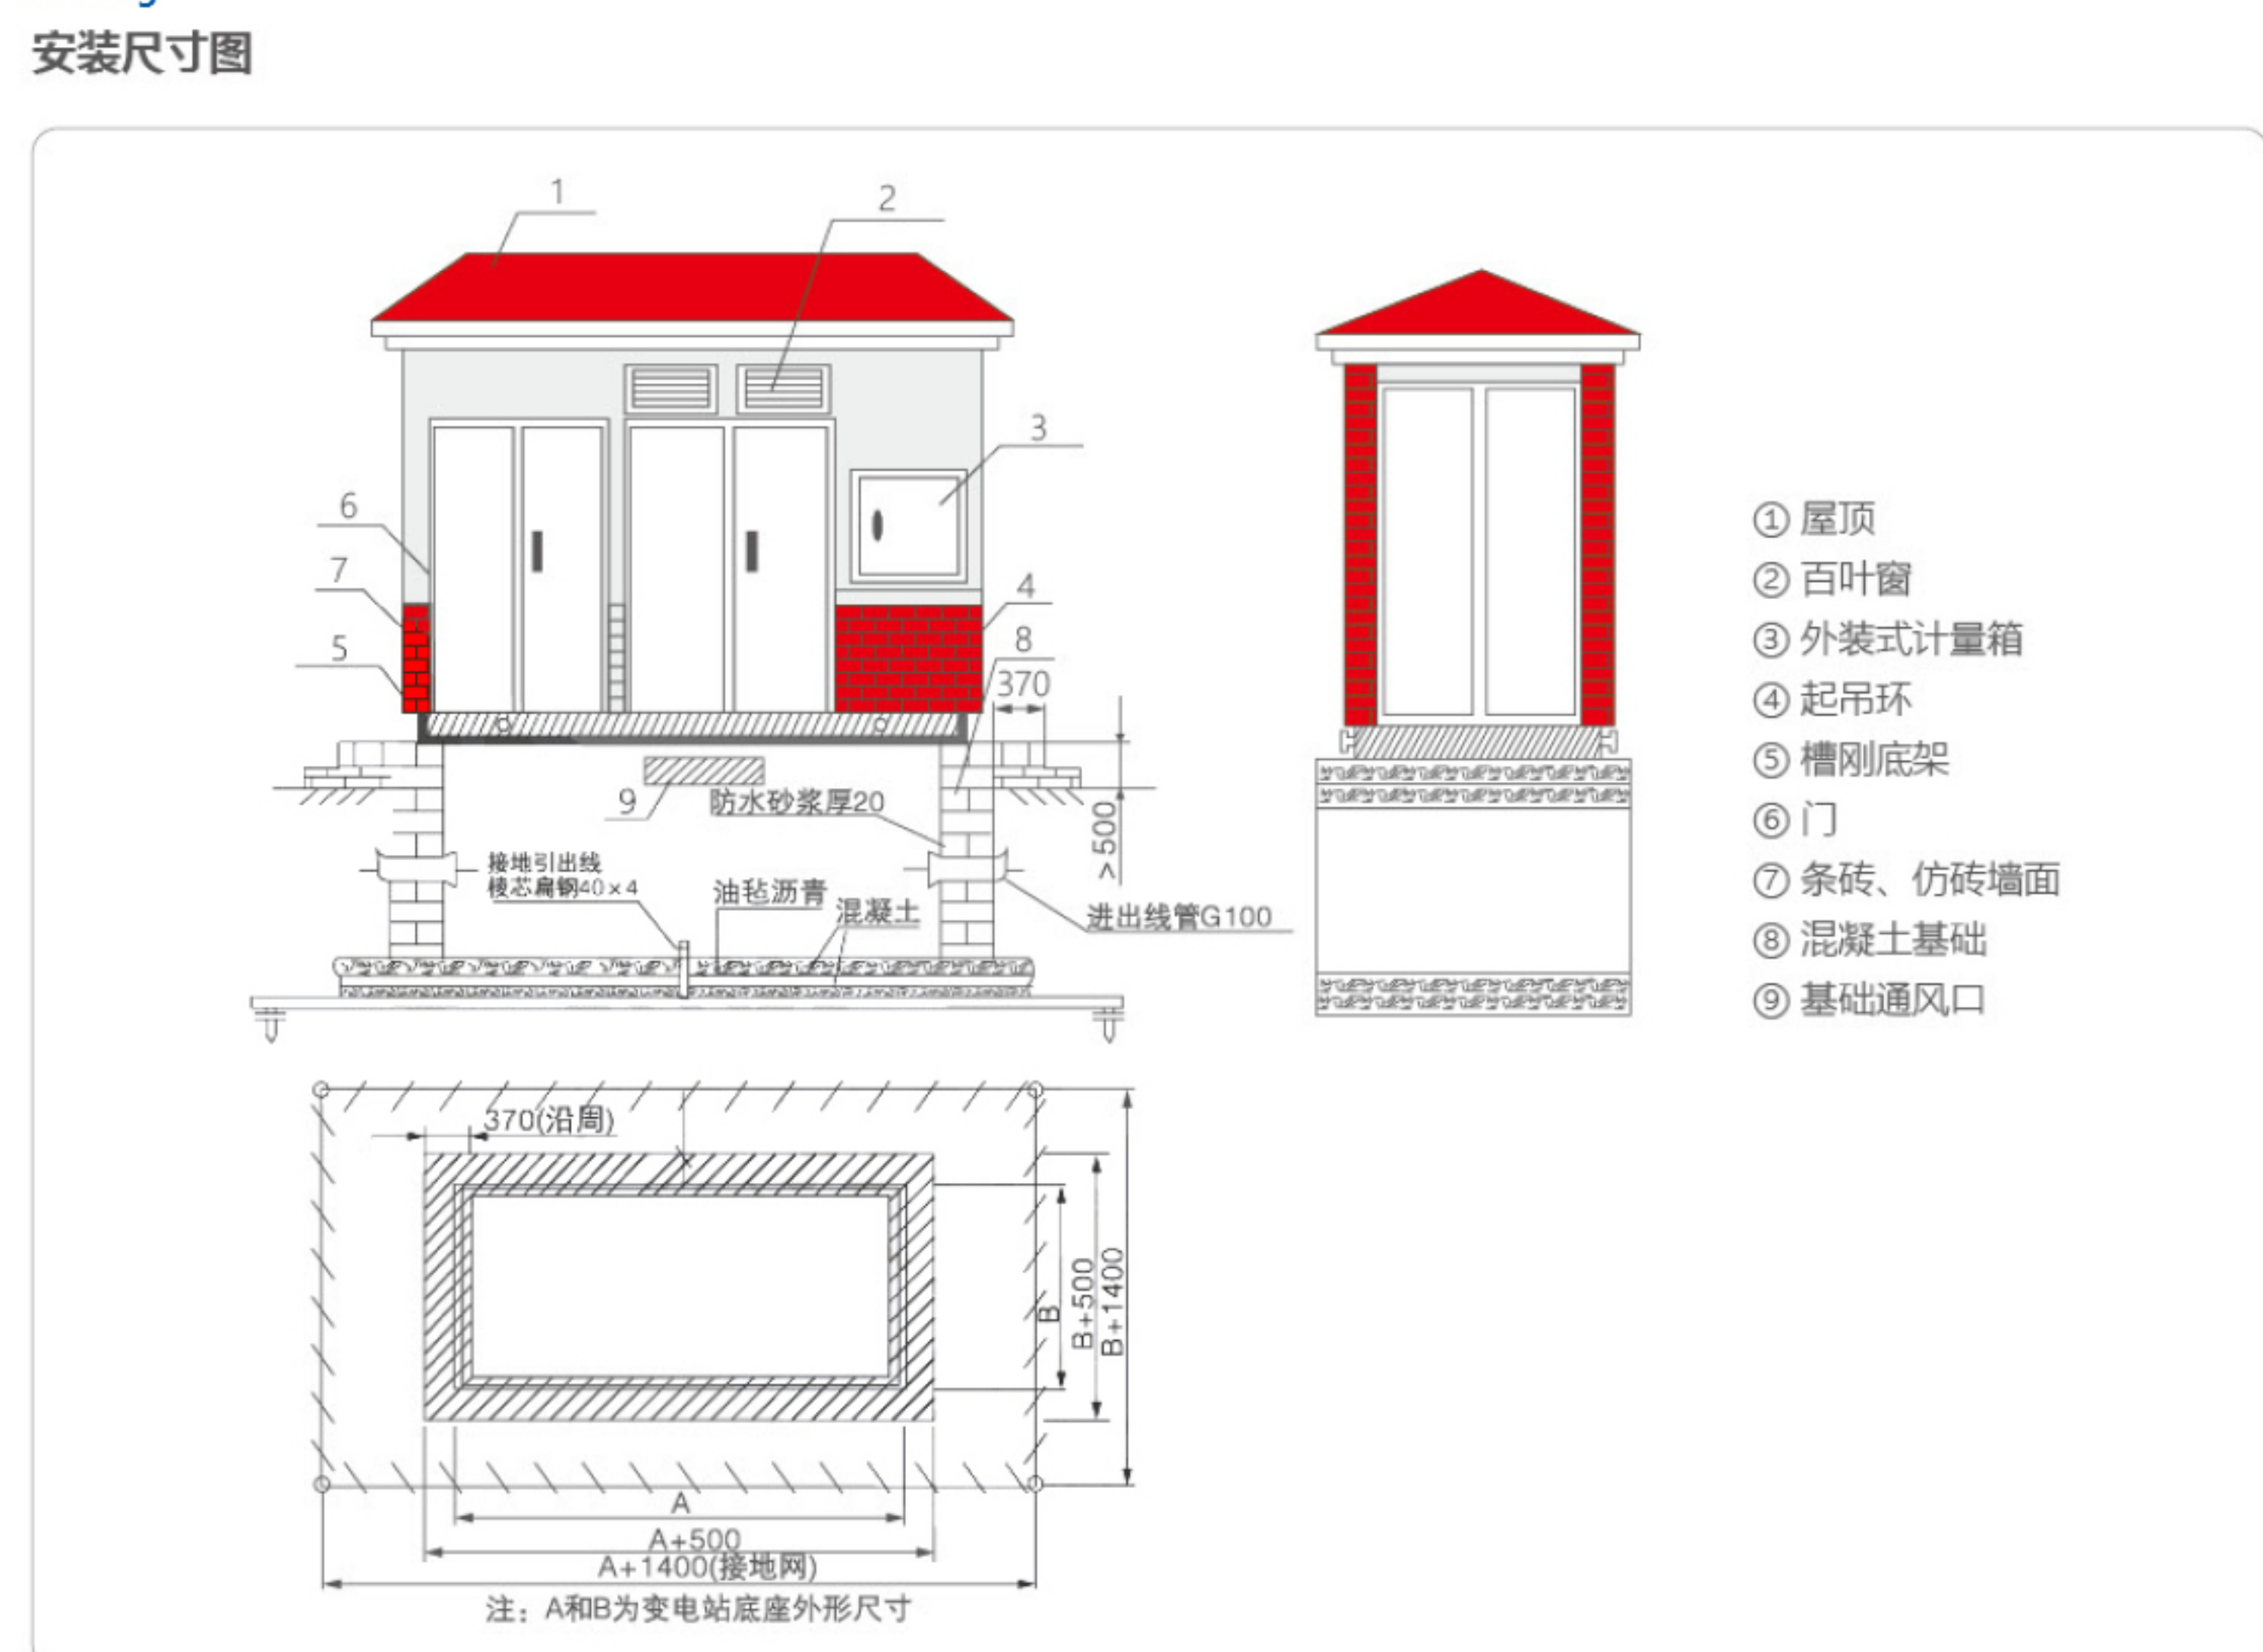 安装尺寸图
1
2
3
6
7
4
5
8
370
9
防水砂浆厚20
>500
接地引出线
棱芯扁钢40×4
油毡沥青
混凝土
进出线管G100
① 屋顶
② 百叶窗
③ 外装式计量箱
④ 起吊环
⑤ 槽刚底架
⑥ 门
⑦ 条砖、仿砖墙面
⑧ 混凝土基础
⑨ 基础通风口
370(沿周)
B
B+500
B+1400
A
A+500
A+1400(接地网)
注：A和B为变电站底座外形尺寸